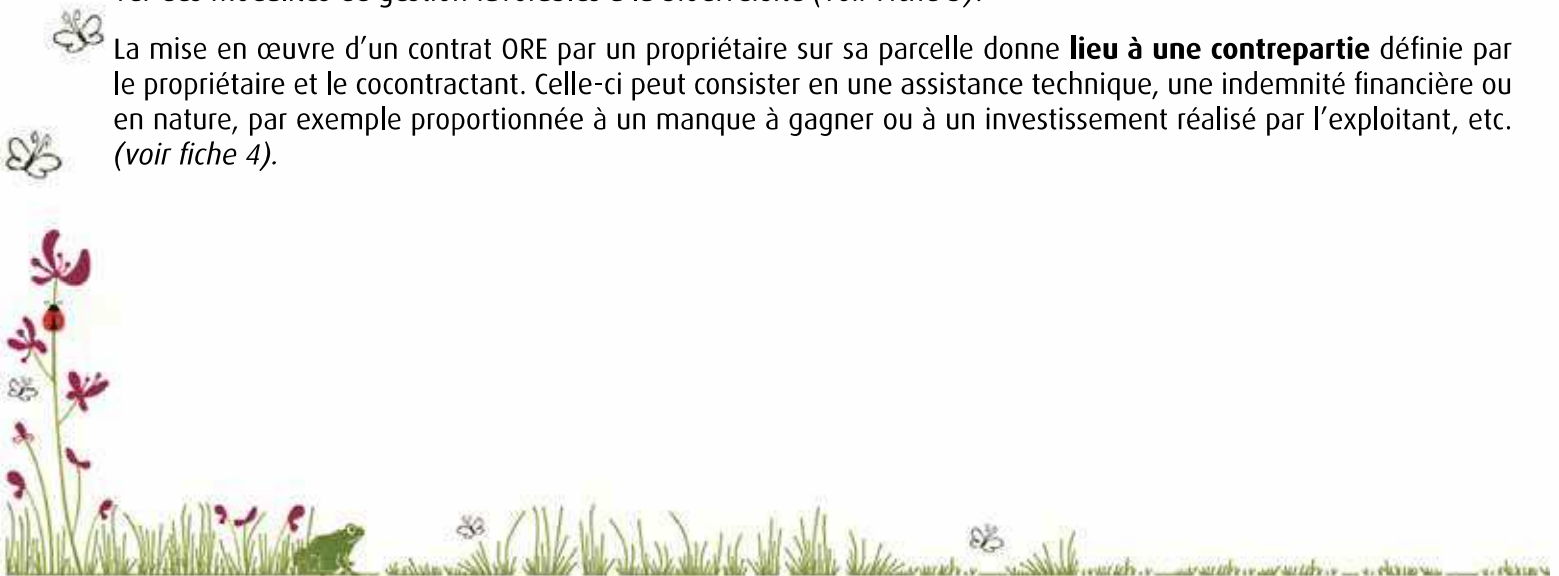 La mise en œuvre d’un contrat ORE par un propriétaire sur sa parcelle donne lieu à une contrepartie définie par
le propriétaire et le cocontractant. Celle-ci peut consister en une assistance technique, une indemnité financière ou
en nature, par exemple proportionnée à un manque à gagner ou à un investissement réalisé par l’exploitant, etc.
(voir fiche 4).